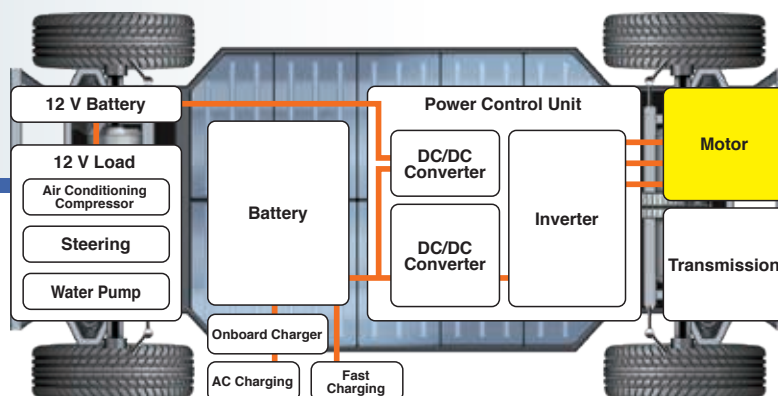 12 V Battery
12 V Load
Air Conditioning
Compressor
Steering
Water Pump
Battery
Onboard Charger
AC Charging
Fast
Charging
Power Control Unit
DC/DC
Converter
DC/DC
Converter
Inverter
Motor
Transmission